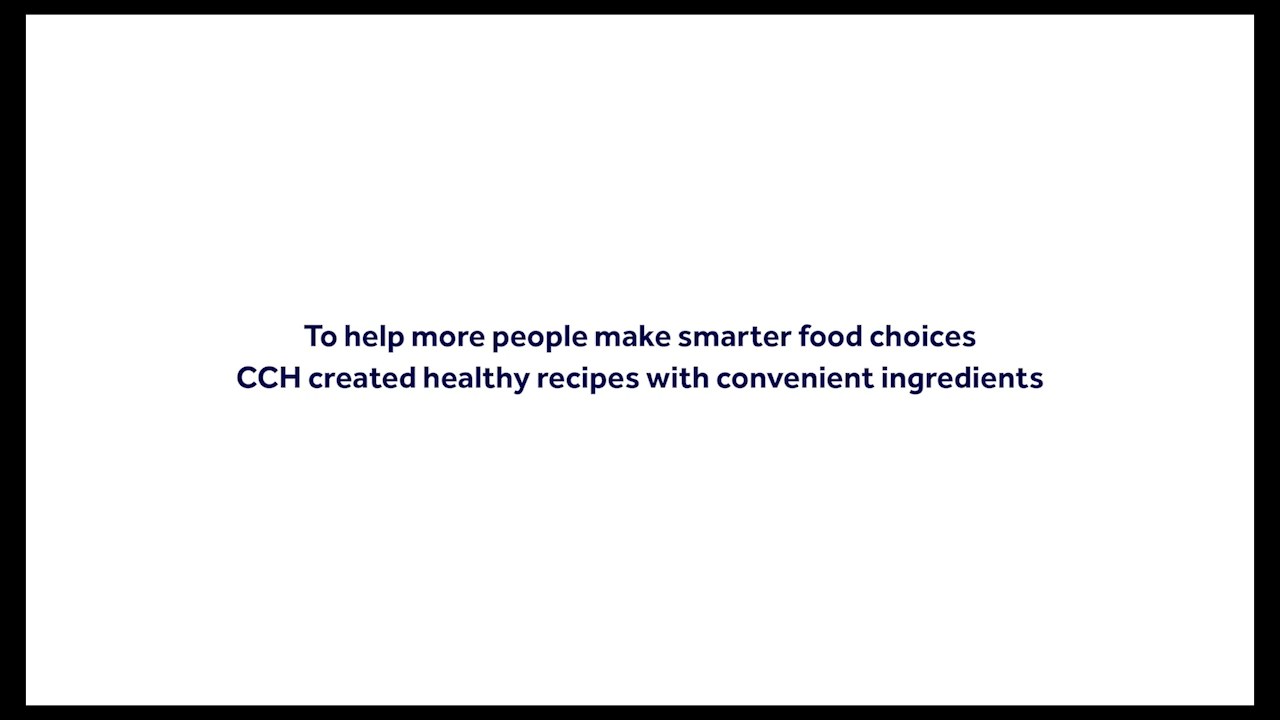 To help more people make smarter food choices
CCH created healthy recipes with convenient ingredients